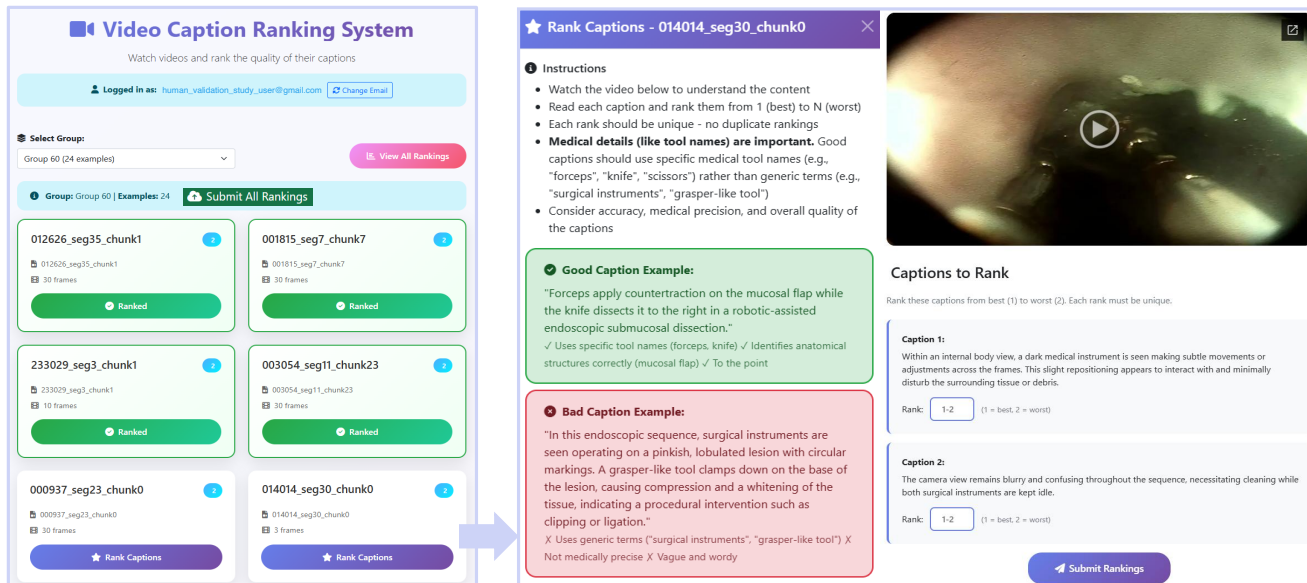 Video Caption Ranking System
Watch videos and rank the quality of their captions
Logged in as: human_validation_study_user@gmail.com Change Email
Select Group:
Group 60 (24 examples)
View All Rankings
Group: Group 60 | Examples: 24
Submit All Rankings
012626_seg35_chunk1 2
012626_seg35_chunk1
30 frames
Ranked
001815_seg7_chunk7 2
001815_seg7_chunk7
30 frames
Ranked
233029_seg3_chunk1 2
233029_seg3_chunk1
10 frames
Ranked
003054_seg11_chunk23 2
003054_seg11_chunk23
30 frames
Ranked
000937_seg23_chunk0 2
000937_seg23_chunk0
30 frames
Rank Captions
014014_seg30_chunk0 2
014014_seg30_chunk0
3 frames
Rank Captions
Rank Captions - 014014_seg30_chunk0
Instructions
• Watch the video below to understand the content
• Read each caption and rank them from 1 (best) to N (worst)
• Each rank should be unique - no duplicate rankings
• Medical details (like tool names) are important. Good
captions should use specific medical tool names (e.g.,
"forceps", "knife", "scissors") rather than generic terms (e.g.,
"surgical instruments", "grasper-like tool")
• Consider accuracy, medical precision, and overall quality of
the captions
Good Caption Example:
"Forceps apply countertraction on the mucosal flap while
the knife dissects it to the right in a robotic-assisted
endoscopic submucosal dissection."
✓ Uses specific tool names (forceps, knife) ✓ Identifies anatomical
structures correctly (mucosal flap) ✓ To the point
Bad Caption Example:
"In this endoscopic sequence, surgical instruments are
seen operating on a pinkish, lobulated lesion with circular
markings. A grasper-like tool clamps down on the base of
the lesion, causing compression and a whitening of the
tissue, indicating a procedural intervention such as
clipping or ligation."
✗ Uses generic terms ("surgical instruments", "grasper-like tool") ✗
Not medically precise ✗ Vague and wordy
Captions to Rank
Rank these captions from best (1) to worst (2). Each rank must be unique.
Caption 1:
Within an internal body view, a dark medical instrument is seen making subtle movements or
adjustments across the frames. This slight repositioning appears to interact with and minimally
disturb the surrounding tissue or debris.
Rank: 1-2 (1 = best, 2 = worst)
Caption 2:
The camera view remains blurry and confusing throughout the sequence, necessitating cleaning while
both surgical instruments are kept idle.
Rank: 1-2 (1 = best, 2 = worst)
Submit Rankings